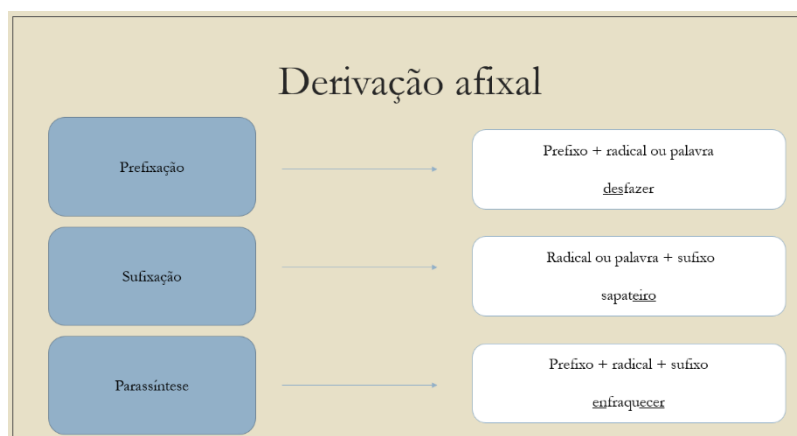 Derivação afixal
Prefixação
Prefixo + radical ou palavra
desfazer
Sufixação
Radical ou palavra + sufixo
sapateiro
Parassíntese
Prefixo + radical + sufixo
enfraquecer